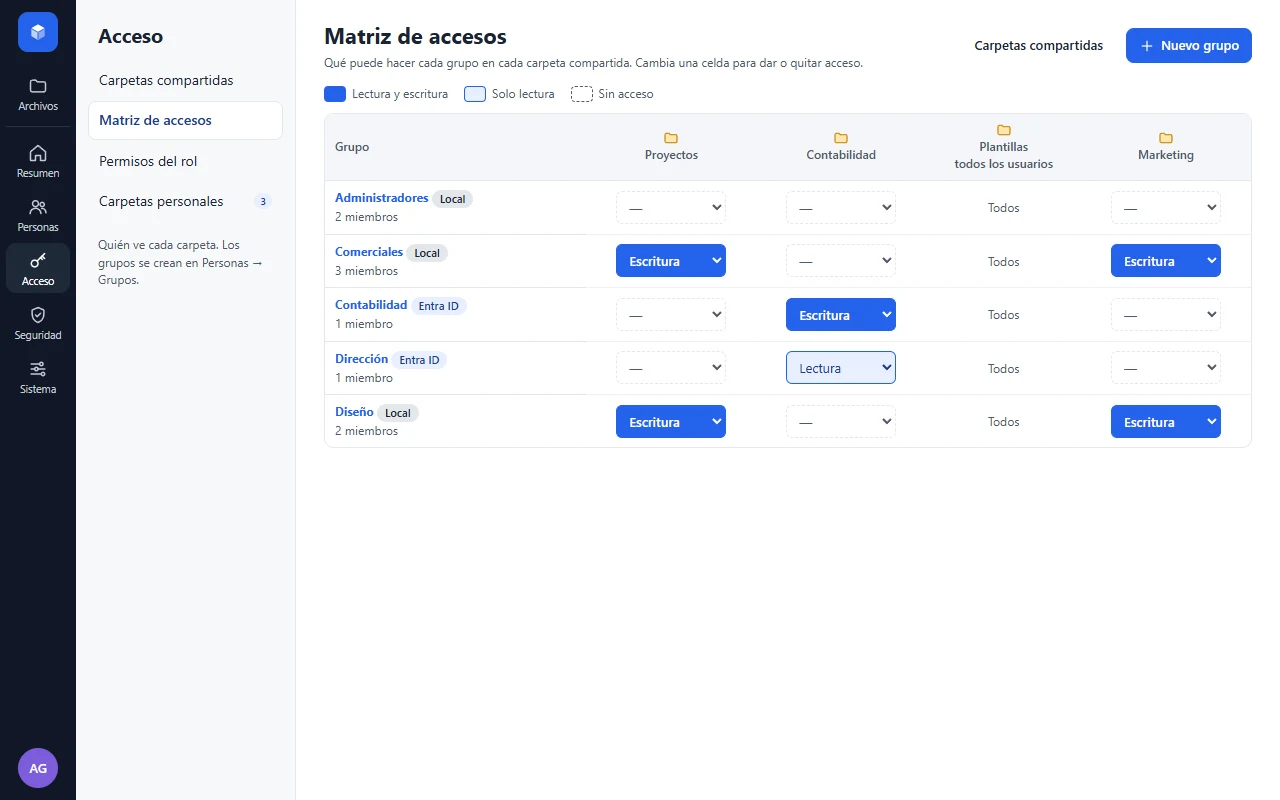 Archivos
Resumen
Personas
Acceso
Seguridad
Sistema
AG
Acceso
Carpetas compartidas
Matriz de accesos
Permisos del rol
Carpetas personales 3
Quién ve cada carpeta. Los
grupos se crean en Personas →
Grupos.
Matriz de accesos
Qué puede hacer cada grupo en cada carpeta compartida. Cambia una celda para dar o quitar acceso.
Carpetas compartidas
+ Nuevo grupo
Lectura y escritura Solo lectura Sin acceso
Grupo Proyectos Contabilidad Plantillas Marketing
todos los usuarios
Administradores Local
2 miembros
— — Todos —
Comerciales Local
3 miembros
Escritura — Todos Escritura
Contabilidad Entra ID
1 miembro
— Escritura Todos —
Dirección Entra ID
1 miembro
— Lectura Todos —
Diseño Local
2 miembros
Escritura — Todos Escritura